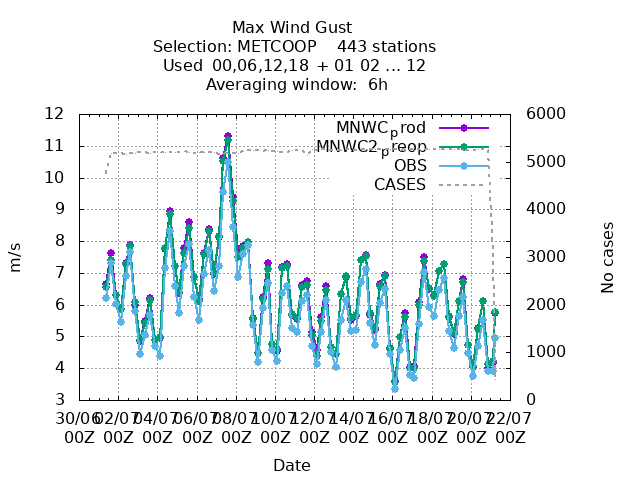 Max Wind Gust
Selection: METCOOP 443 stations
Used 00,06,12,18 + 01 02 ... 12
Averaging window: 6h
MNWC_prod
MNWC2_preop
OBS
CASES
12
11
10
9
8
7
6
5
4
3
m/s
6000
5000
4000
3000
2000
1000
0
No cases
30/06 02/07 04/07 06/07 08/07 10/07 12/07 14/07 16/07 18/07 20/07 22/07
00Z 00Z 00Z 00Z 00Z 00Z 00Z 00Z 00Z 00Z 00Z 00Z
Date